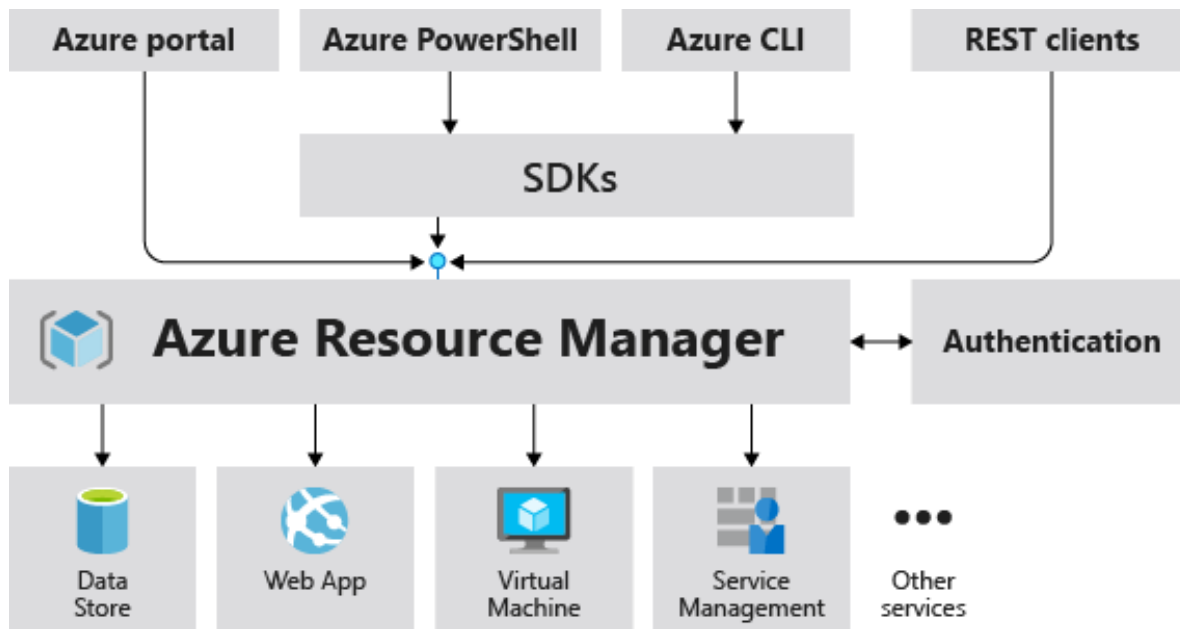 Azure portal
Azure PowerShell
Azure CLI
REST clients
SDKs
Azure Resource Manager
Authentication
Data
Store
Web App
Virtual
Machine
Service
Management
Other
services